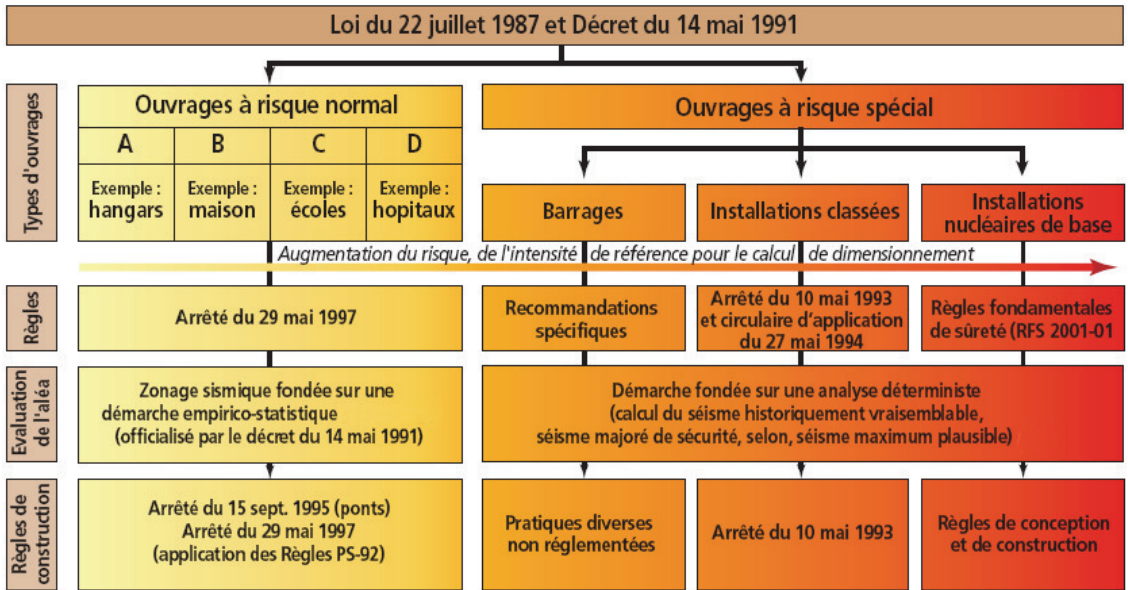 Loi du 22 juillet 1987 et Décret du 14 mai 1991
Types d'ouvrages
Ouvrages à risque normal
A
B
C
D
Exemple :
hangars
Exemple :
maison
Exemple :
écoles
Exemple :
hopitaux
Ouvrages à risque spécial
Barrages
Installations classées
Installations
nucléaires de base
Augmentation du risque, de l'intensité de référence pour le calcul de dimensionnement
Règles
Arrêté du 29 mai 1997
Recommandations
spécifiques
Arrêté du 10 mai 1993
et circulaire d'application
du 27 mai 1994
Règles fondamentales
de sûreté (RFS 2001-01
Evaluation
de l'aléa
Zonage sismique fondée sur une
démarche empirico-statistique
(officialisé par le décret du 14 mai 1991)
Démarche fondée sur une analyse déterministe
(calcul du séisme historiquement vraisemblable,
séisme majoré de sécurité, selon, séisme maximum plausible)
Règles de
construction
Arrêté du 15 sept. 1995 (ponts)
Arrêté du 29 mai 1997
(application des Règles PS-92)
Pratiques diverses
non réglementées
Arrêté du 10 mai 1993
Règles de conception
et de construction